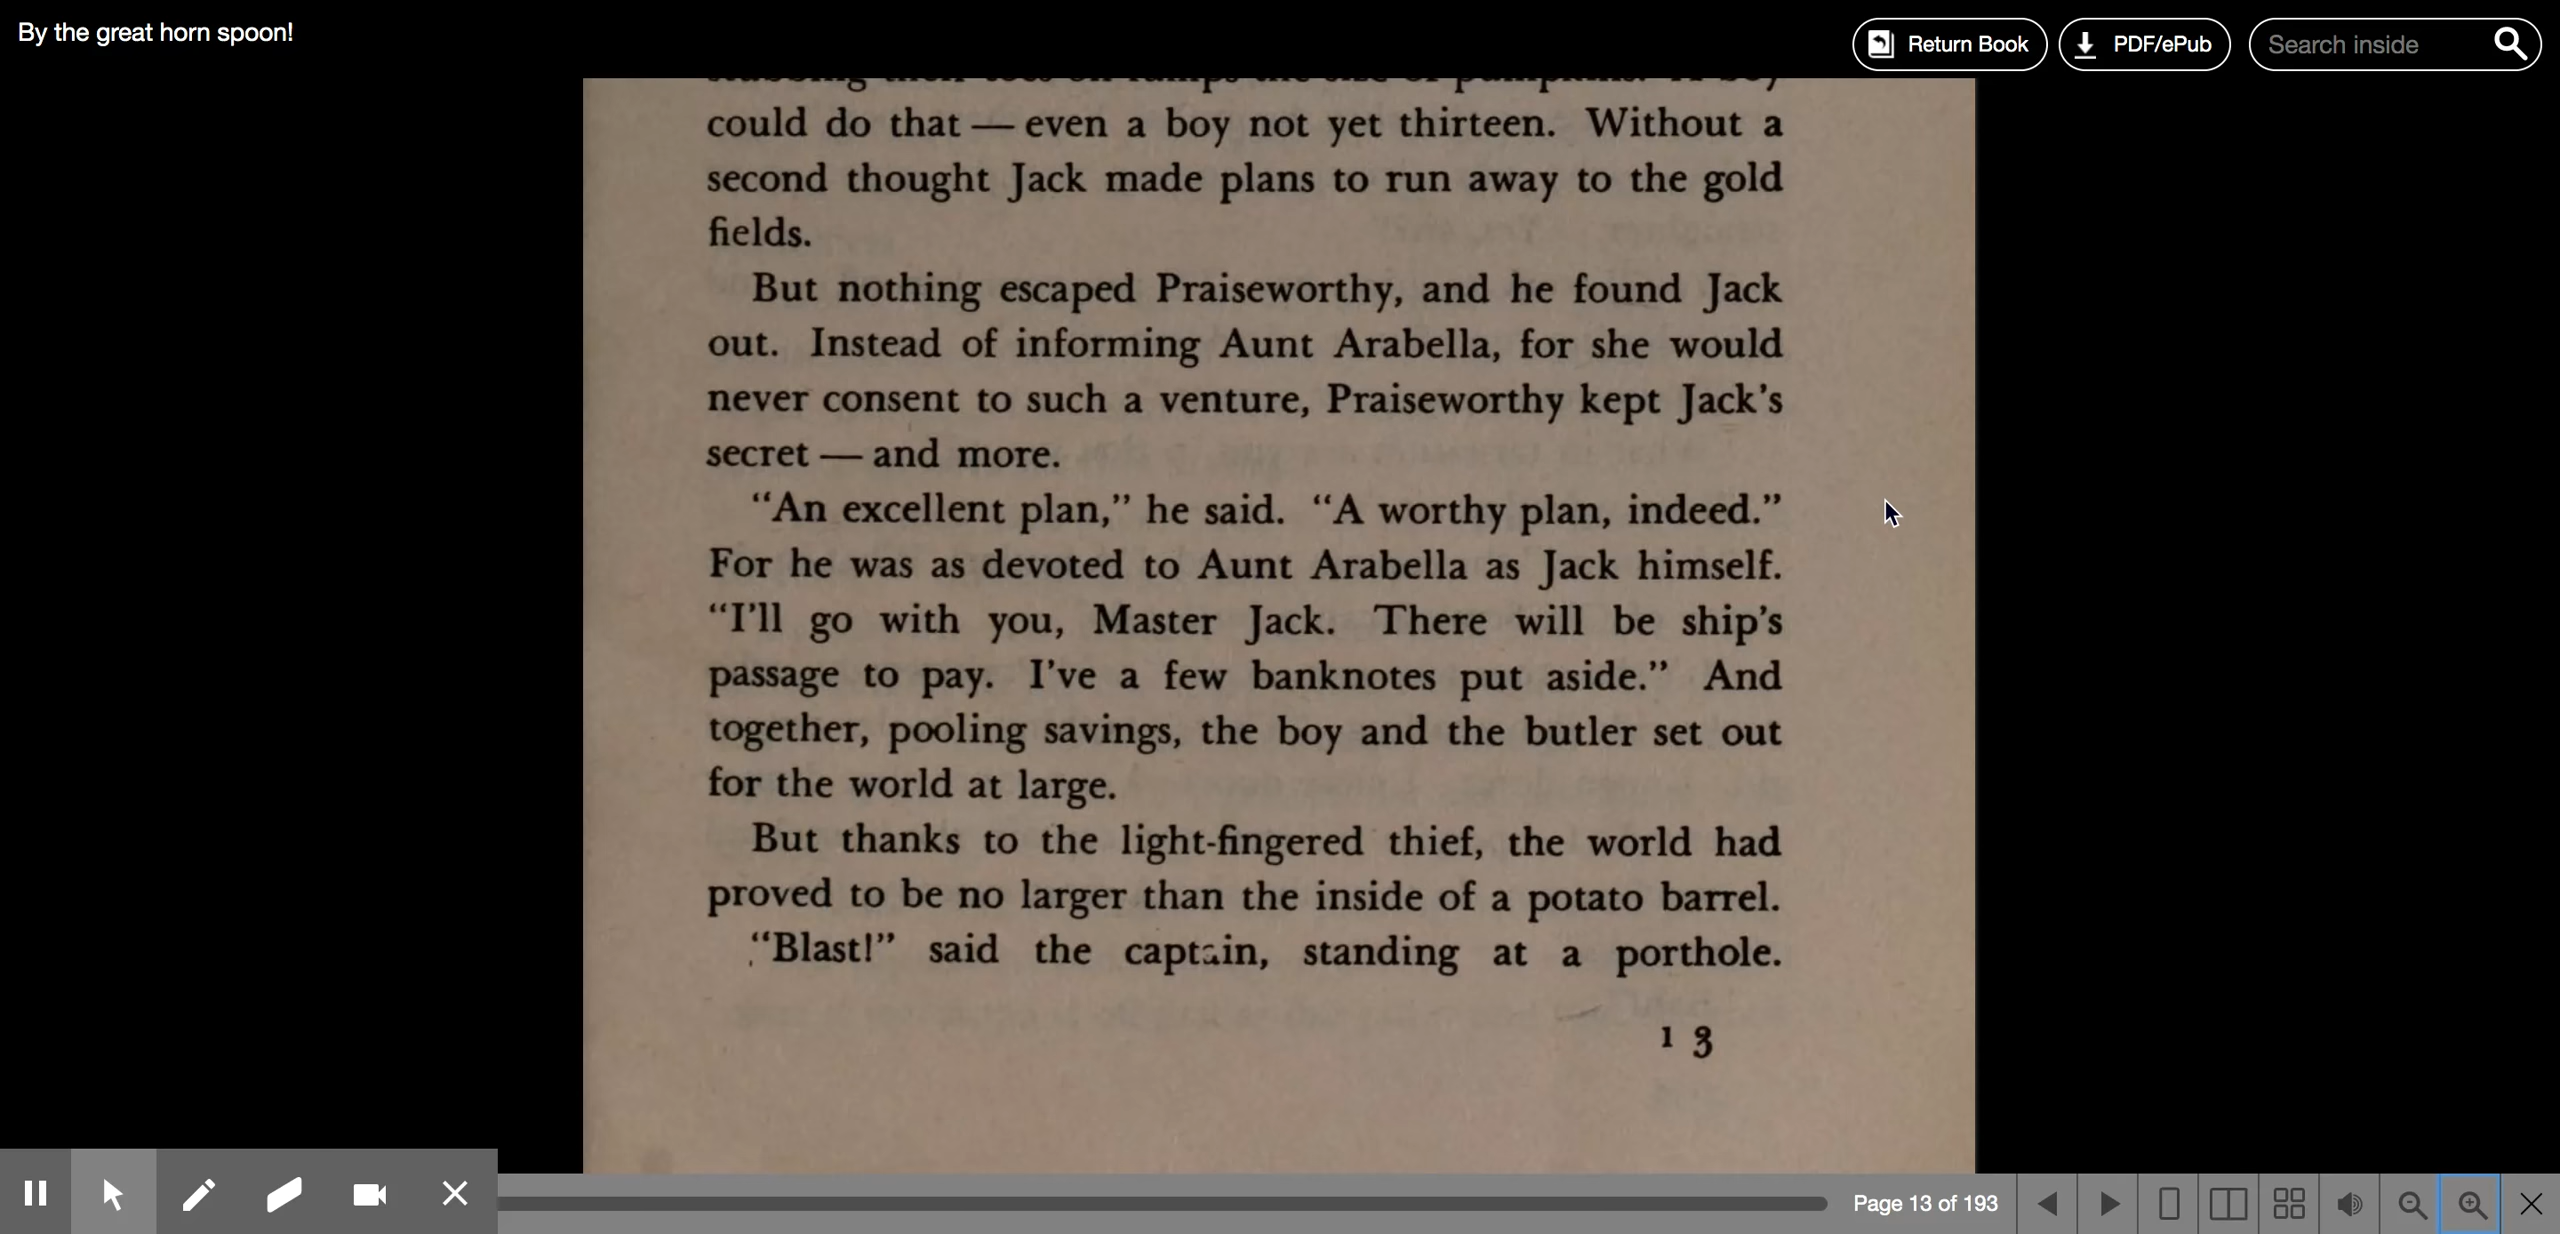 By the great horn spoon!
Return Book
PDF/ePub
Search inside
could do that — even a boy not yet thirteen. Without a
second thought Jack made plans to run away to the gold
fields.
But nothing escaped Praiseworthy, and he found Jack
out. Instead of informing Aunt Arabella, for she would
never consent to such a venture, Praiseworthy kept Jack's
secret — and more.
“An excellent plan,” he said. “A worthy plan, indeed.”
For he was as devoted to Aunt Arabella as Jack himself.
“I'll go with you, Master Jack. There will be ship's
passage to pay. I've a few banknotes put aside.” And
together, pooling savings, the boy and the butler set out
for the world at large.
But thanks to the light-fingered thief, the world had
proved to be no larger than the inside of a potato barrel.
“Blast!” said the captain, standing at a porthole.
13
Page 13 of 193